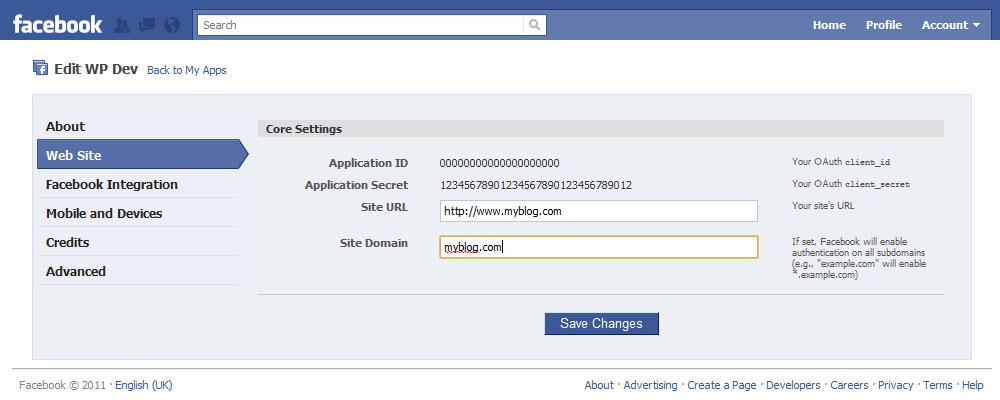 facebook Search Home Profile Account
Edit WP Dev Back to My Apps
About
Web Site
Facebook Integration
Mobile and Devices
Credits
Advanced
Core Settings
Application ID 00000000000000000000 Your OAuth client_id
Application Secret 12345678901234567890123456789012 Your OAuth client_secret
Site URL http://www.myblog.com Your site's URL
Site Domain myblog.com If set, Facebook will enable
authentication on all subdomains
(e.g., "example.com" will enable
*.example.com)
Save Changes
Facebook © 2011 · English (UK) About · Advertising · Create a Page · Developers · Careers · Privacy · Terms · Help